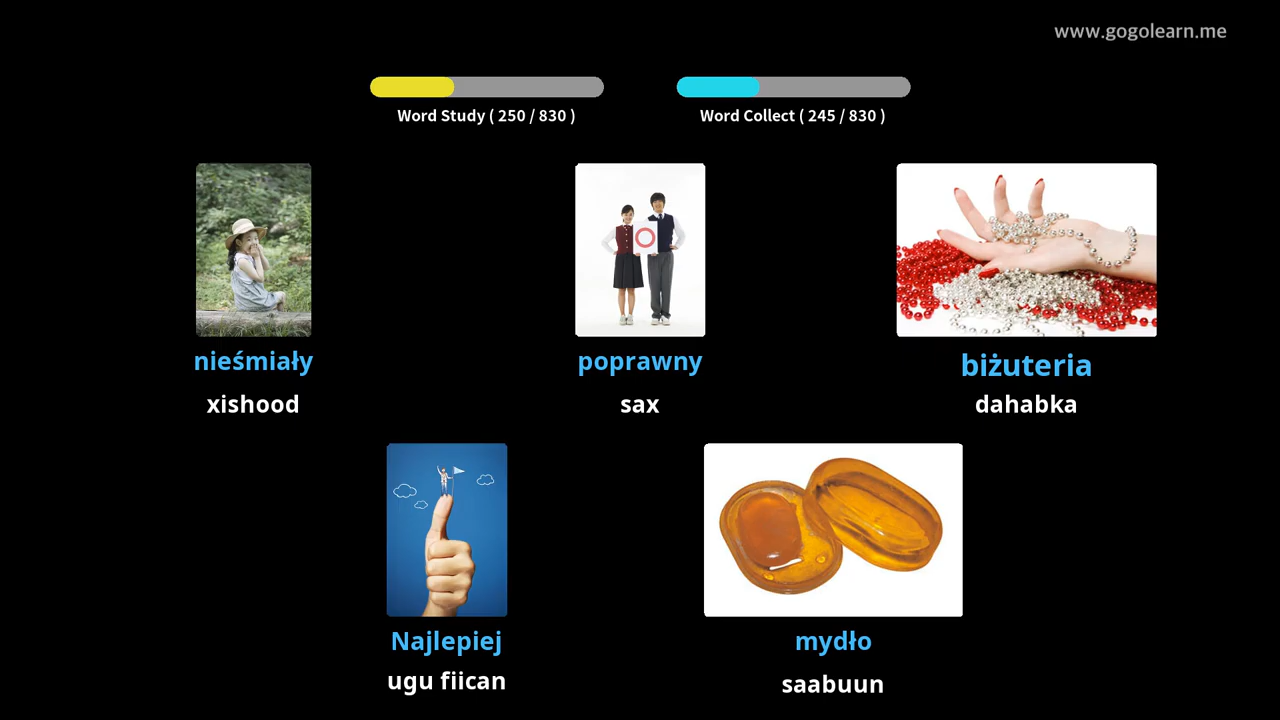 www.gogolearn.me
Word Study ( 250 / 830 )
Word Collect ( 245 / 830 )
nieśmiały
xishood
poprawny
sax
biżuteria
dahabka
Najlepiej
ugu fiican
mydło
saabuun